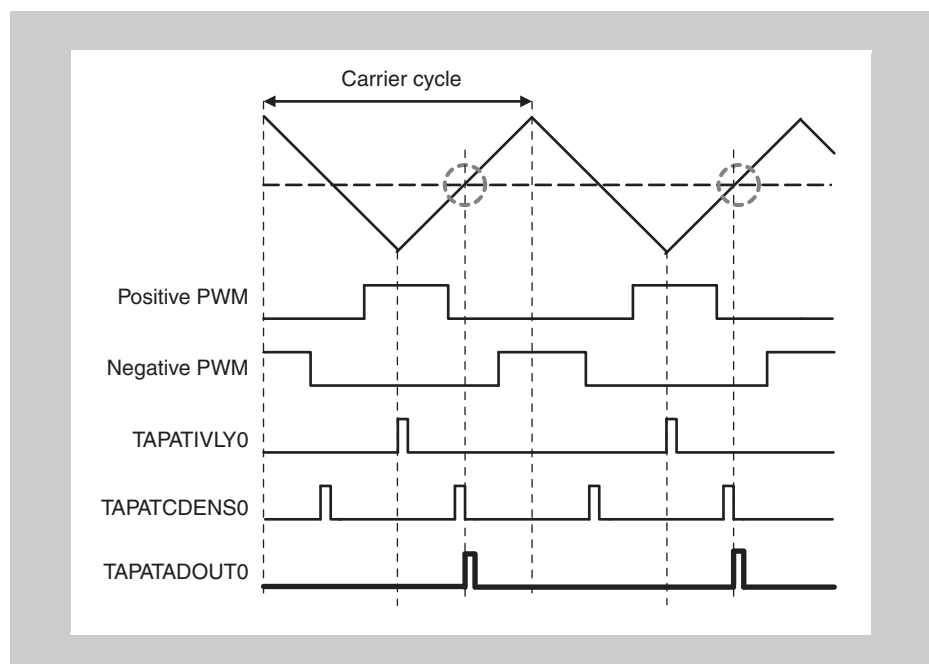 Carrier cycle
Positive PWM
Negative PWM
TAPATIVLY0
TAPATCDENS0
TAPATADOUT0